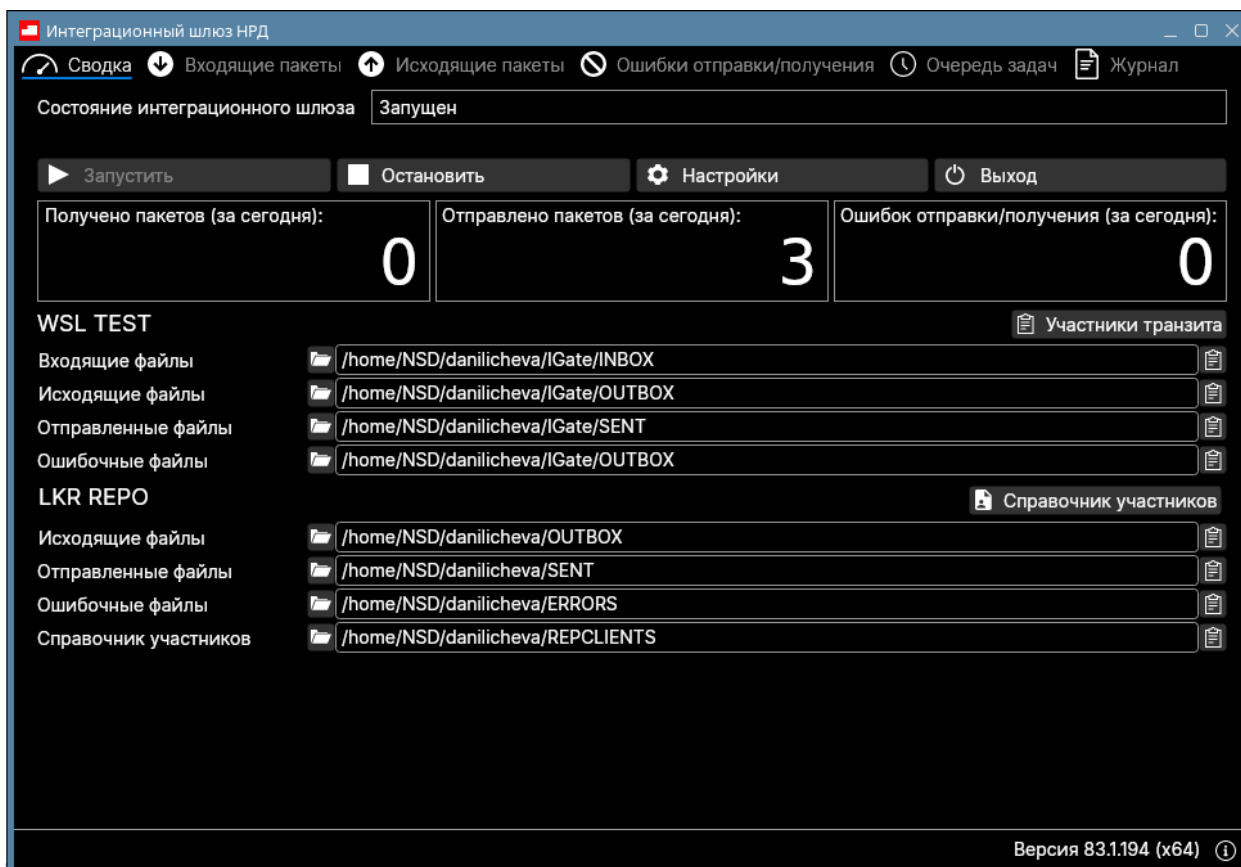 Интеграционный шлюз НРД
Сводка Входящие пакеты Исходящие пакеты Ошибки отправки/получения Очередь задач Журнал
Состояние интеграционного шлюза Запущен
Запустить Остановить Настройки Выход
Получено пакетов (за сегодня): Отправлено пакетов (за сегодня): Ошибок отправки/получения (за сегодня):
0 3 0
WSL TEST Участники транзита
Входящие файлы /home/NSD/danilicheva/IGate/INBOX
Исходящие файлы /home/NSD/danilicheva/IGate/OUTBOX
Отправленные файлы /home/NSD/danilicheva/IGate/SENT
Ошибочные файлы /home/NSD/danilicheva/IGate/OUTBOX
LKR REPO Справочник участников
Исходящие файлы /home/NSD/danilicheva/OUTBOX
Отправленные файлы /home/NSD/danilicheva/SENT
Ошибочные файлы /home/NSD/danilicheva/ERRORS
Справочник участников /home/NSD/danilicheva/REPCLIENTS
Версия 83.1.194 (x64)